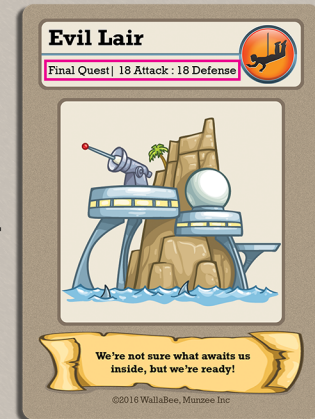 Evil Lair
Final Quest| 18 Attack : 18 Defense
We're not sure what awaits us
inside, but we're ready!
©2016 WallaBee, Munzee Inc